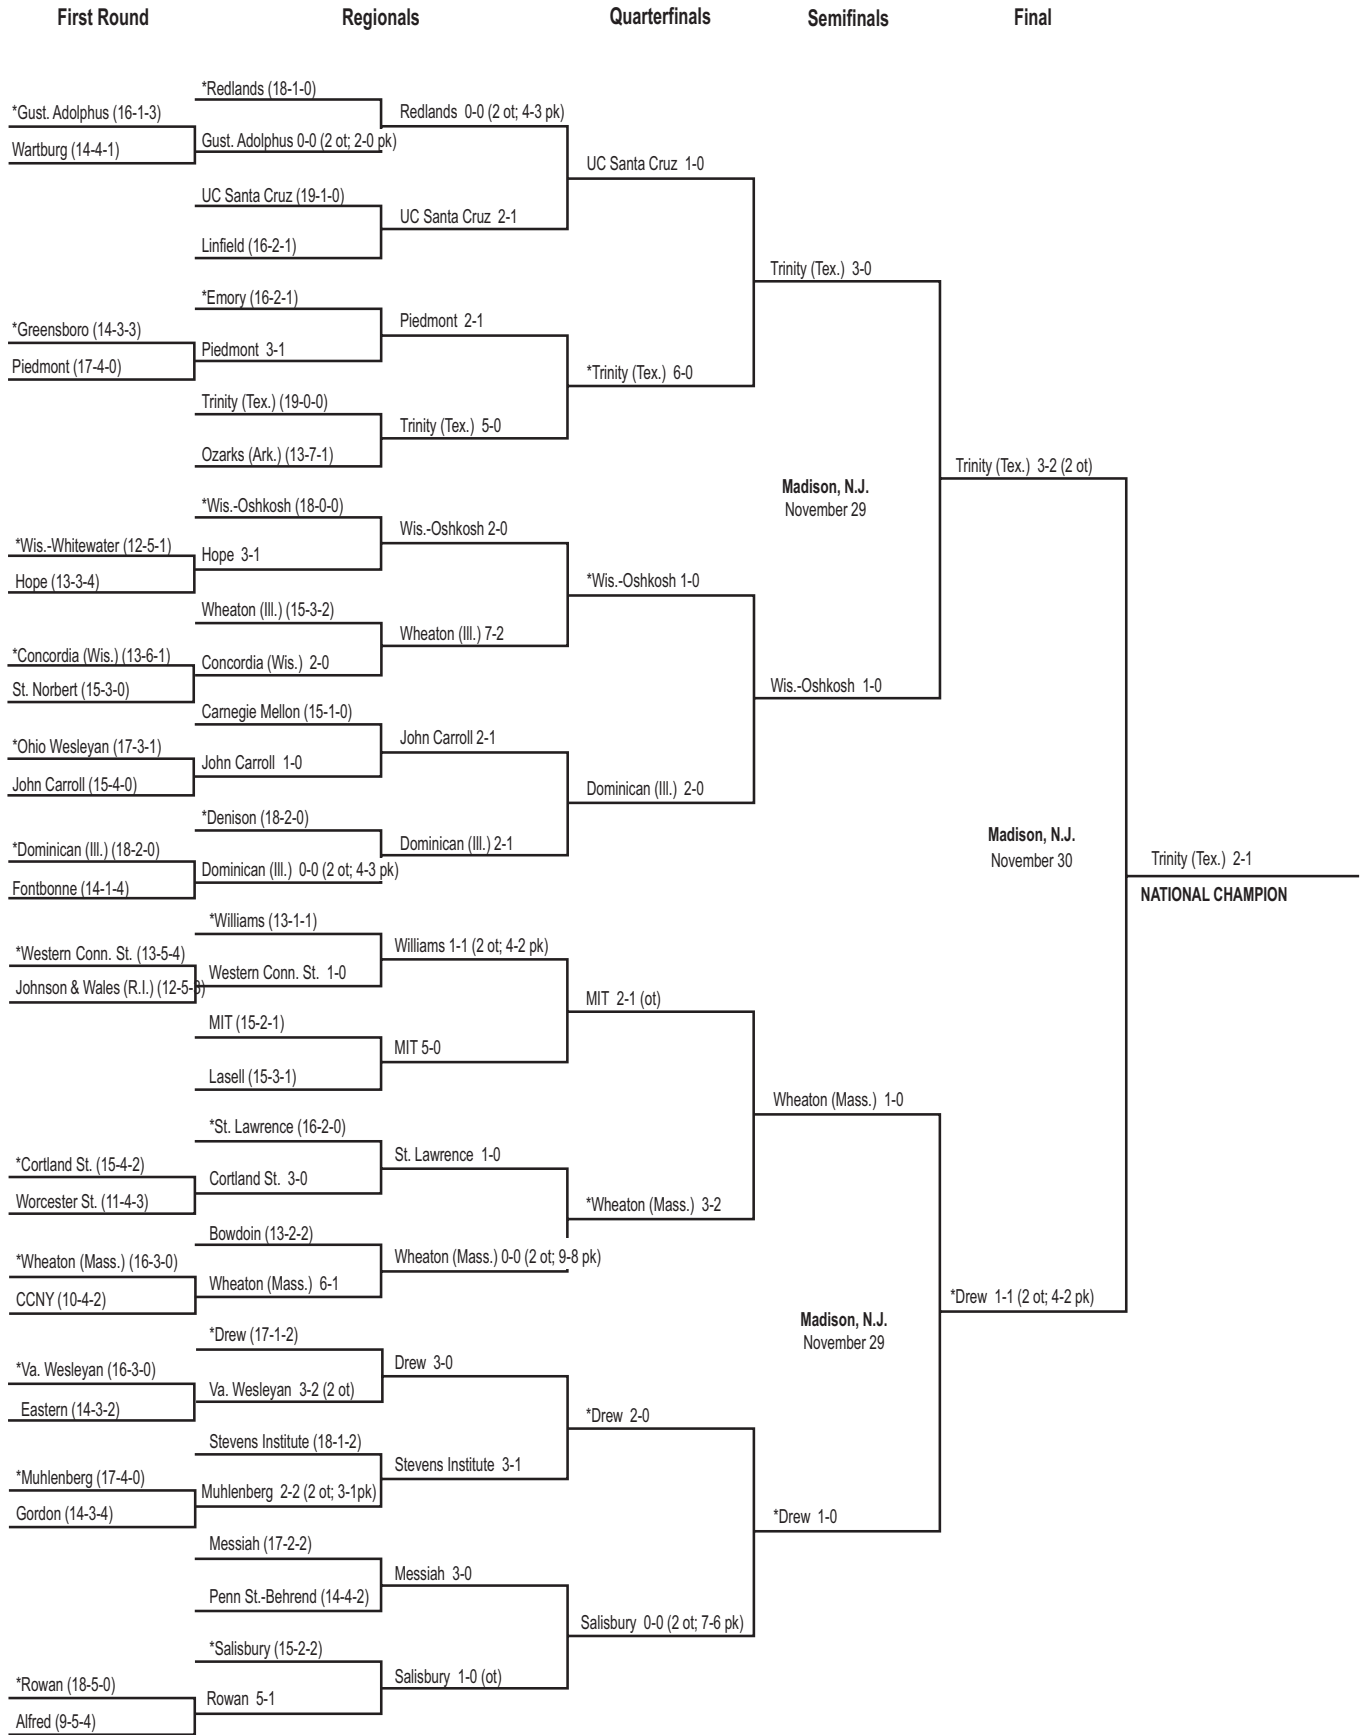 First Round
Regionals
Quarterfinals
Semifinals
Final
*Gust. Adolphus (16-1-3)
Wartburg (14-4-1)
*Greensboro (14-3-3)
Piedmont (17-4-0)
*Wis.-Whitewater (12-5-1)
Hope (13-3-4)
*Concordia (Wis.) (13-6-1)
St. Norbert (15-3-0)
*Ohio Wesleyan (17-3-1)
John Carroll (15-4-0)
*Dominican (Ill.) (18-2-0)
Fontbonne (14-1-4)
*Western Conn. St. (13-5-4)
Johnson & Wales (R.I.) (12-5-
*Cortland St. (15-4-2)
Worcester St. (11-4-3)
*Wheaton (Mass.) (16-3-0)
CCNY (10-4-2)
*Va. Wesleyan (16-3-0)
Eastern (14-3-2)
*Muhlenberg (17-4-0)
Gordon (14-3-4)
*Rowan (18-5-0)
Alfred (9-5-4)
*Redlands (18-1-0)
Gust. Adolphus 0-0 (2 ot; 2-0 pk)
UC Santa Cruz (19-1-0)
Linfield (16-2-1)
*Emory (16-2-1)
Piedmont 3-1
Trinity (Tex.) (19-0-0)
Ozarks (Ark.) (13-7-1)
*Wis.-Oshkosh (18-0-0)
Hope 3-1
Wheaton (Ill.) (15-3-2)
Concordia (Wis.) 2-0
Carnegie Mellon (15-1-0)
John Carroll 1-0
*Denison (18-2-0)
Dominican (Ill.) 0-0 (2 ot; 4-3 pk)
*Williams (13-1-1)
Western Conn. St. 1-0
MIT (15-2-1)
Lasell (15-3-1)
*St. Lawrence (16-2-0)
Cortland St. 3-0
Bowdoin (13-2-2)
Wheaton (Mass.) 6-1
*Drew (17-1-2)
Va. Wesleyan 3-2 (2 ot)
Stevens Institute (18-1-2)
Muhlenberg 2-2 (2 ot; 3-1pk)
Messiah (17-2-2)
Penn St.-Behrend (14-4-2)
*Salisbury (15-2-2)
Rowan 5-1
Redlands 0-0 (2 ot; 4-3 pk)
UC Santa Cruz 2-1
Piedmont 2-1
Trinity (Tex.) 5-0
Wis.-Oshkosh 2-0
Wheaton (Ill.) 7-2
John Carroll 2-1
Dominican (Ill.) 2-1
Williams 1-1 (2 ot; 4-2 pk)
MIT 5-0
St. Lawrence 1-0
Wheaton (Mass.) 0-0 (2 ot; 9-8 pk)
Drew 3-0
Stevens Institute 3-1
Messiah 3-0
Salisbury 1-0 (ot)
UC Santa Cruz 1-0
*Trinity (Tex.) 6-0
*Wis.-Oshkosh 1-0
Dominican (Ill.) 2-0
MIT 2-1 (ot)
*Wheaton (Mass.) 3-2
*Drew 2-0
Salisbury 0-0 (2 ot; 7-6 pk)
Trinity (Tex.) 3-0
Madison, N.J.
November 29
Wis.-Oshkosh 1-0
Wheaton (Mass.) 1-0
Madison, N.J.
November 29
*Drew 1-0
Trinity (Tex.) 3-2 (2 ot)
Madison, N.J.
November 30
*Drew 1-1 (2 ot; 4-2 pk)
Trinity (Tex.) 2-1
NATIONAL CHAMPION